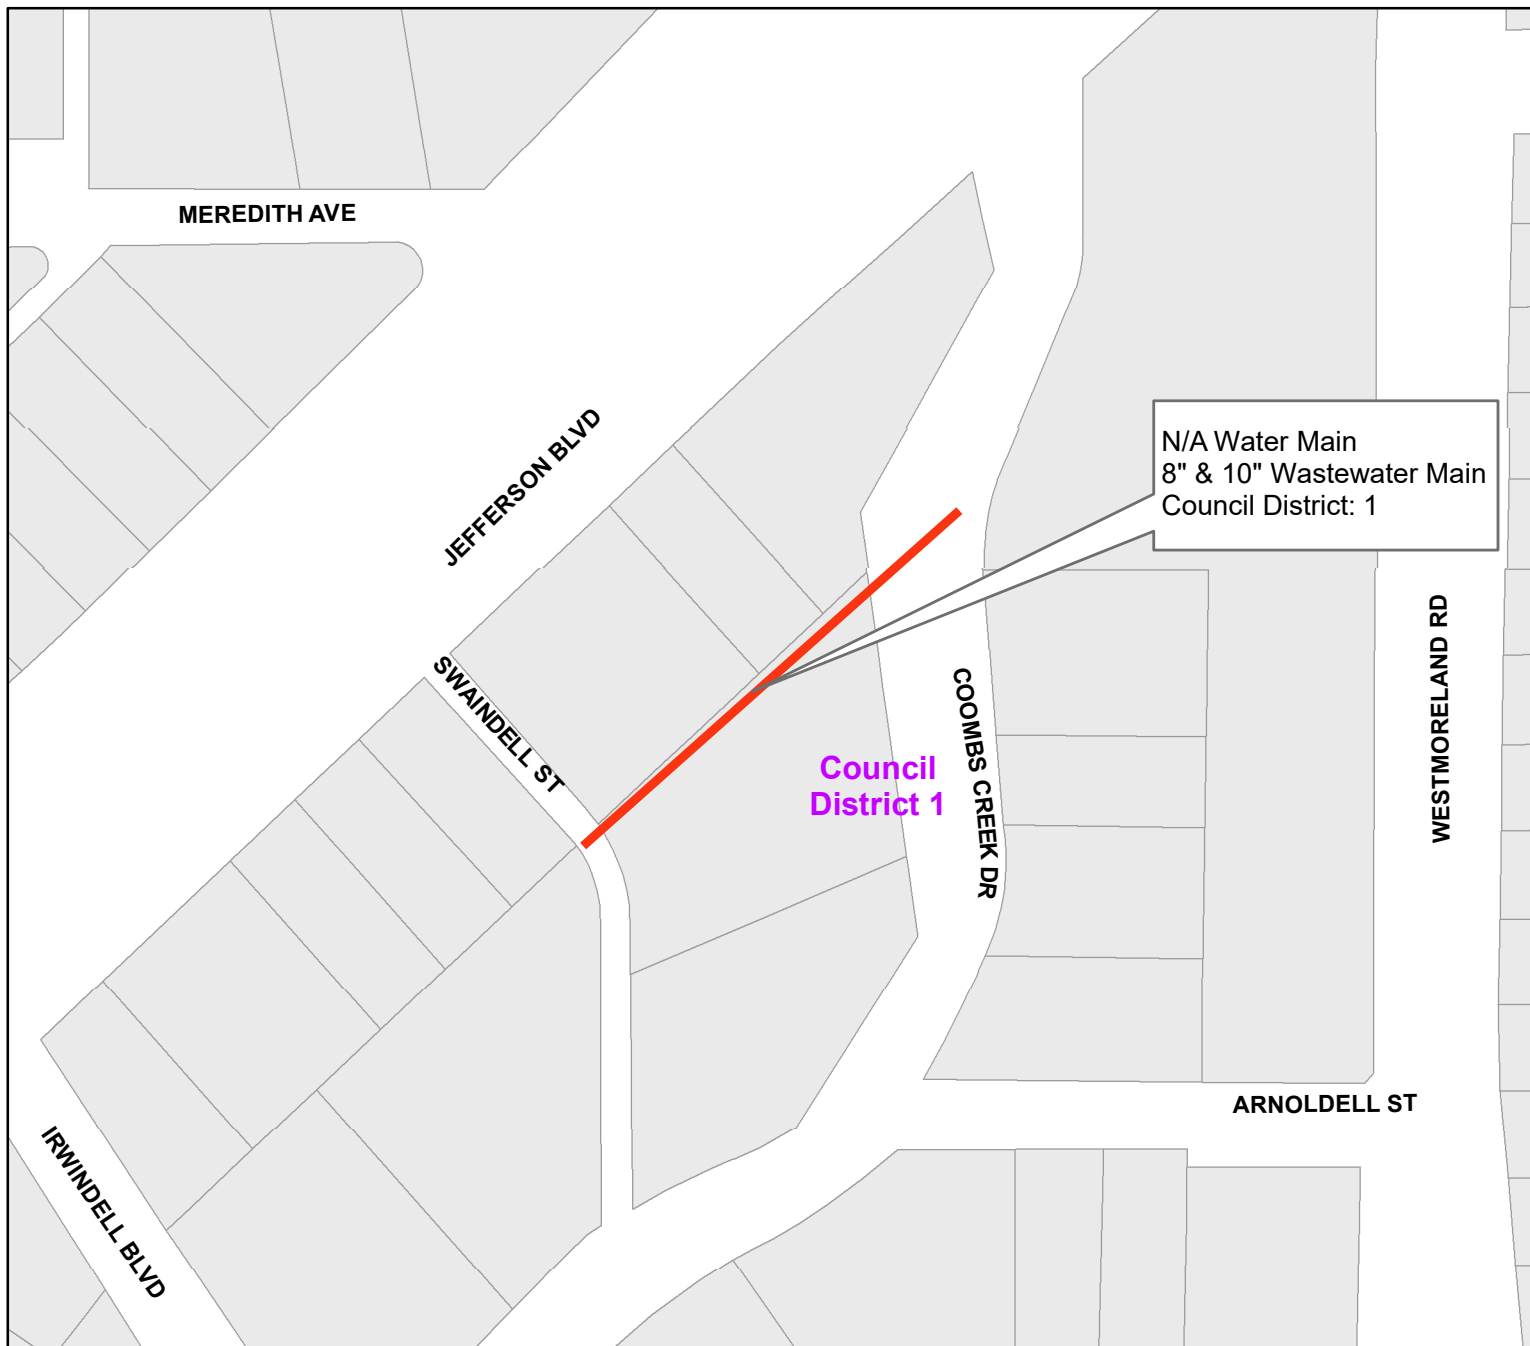 MEREDITH AVE
JEFFERSON BLVD
N/A Water Main
8" & 10" Wastewater Main
Council District: 1
SWAINDELL ST
WESTMORELAND RD
COOMBS CREEK DR
Council
District 1
ARNOLDELL ST
IRWINDELL BLVD